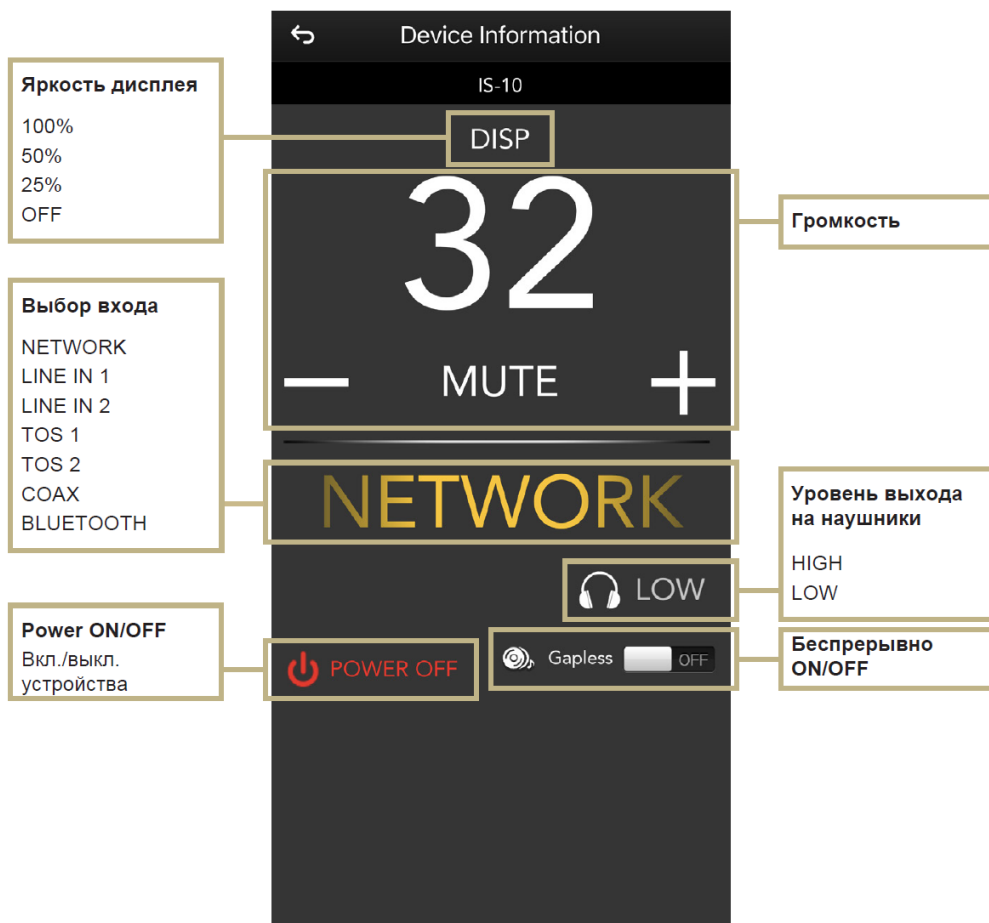 Device Information
IS-10
Яркость дисплея
100%
50%
25%
OFF
DISP
32
Громкость
MUTE
Выбор входа
NETWORK
LINE IN 1
LINE IN 2
TOS 1
TOS 2
COAX
BLUETOOTH
NETWORK
Уровень выхода
на наушники
HIGH
LOW
LOW
Power ON/OFF
Вкл./выкл.
устройства
POWER OFF
Gapless
OFF
Беспрерывно
ON/OFF